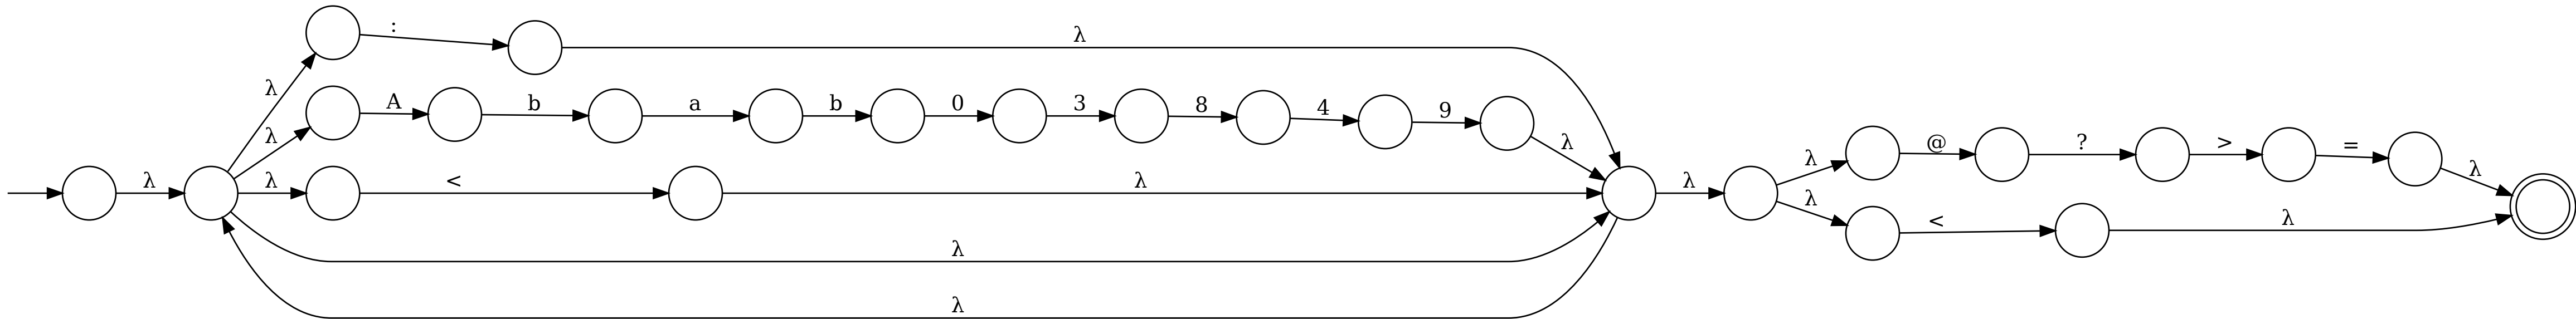 : λ
λ
A b a b 0 3 8 4 9
λ λ
λ λ < λ λ λ @ ? > = λ
λ < λ
λ
λ